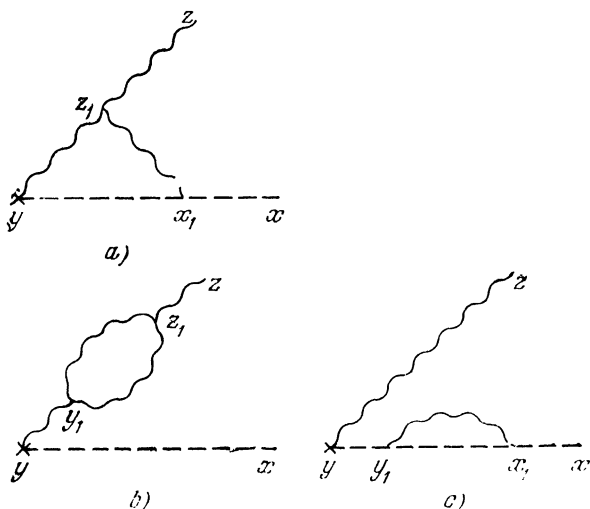 z
z₁
y x₁ x
a)
z
z₁
y₁
y x
b)
z
y y₁ x₁ x
c)